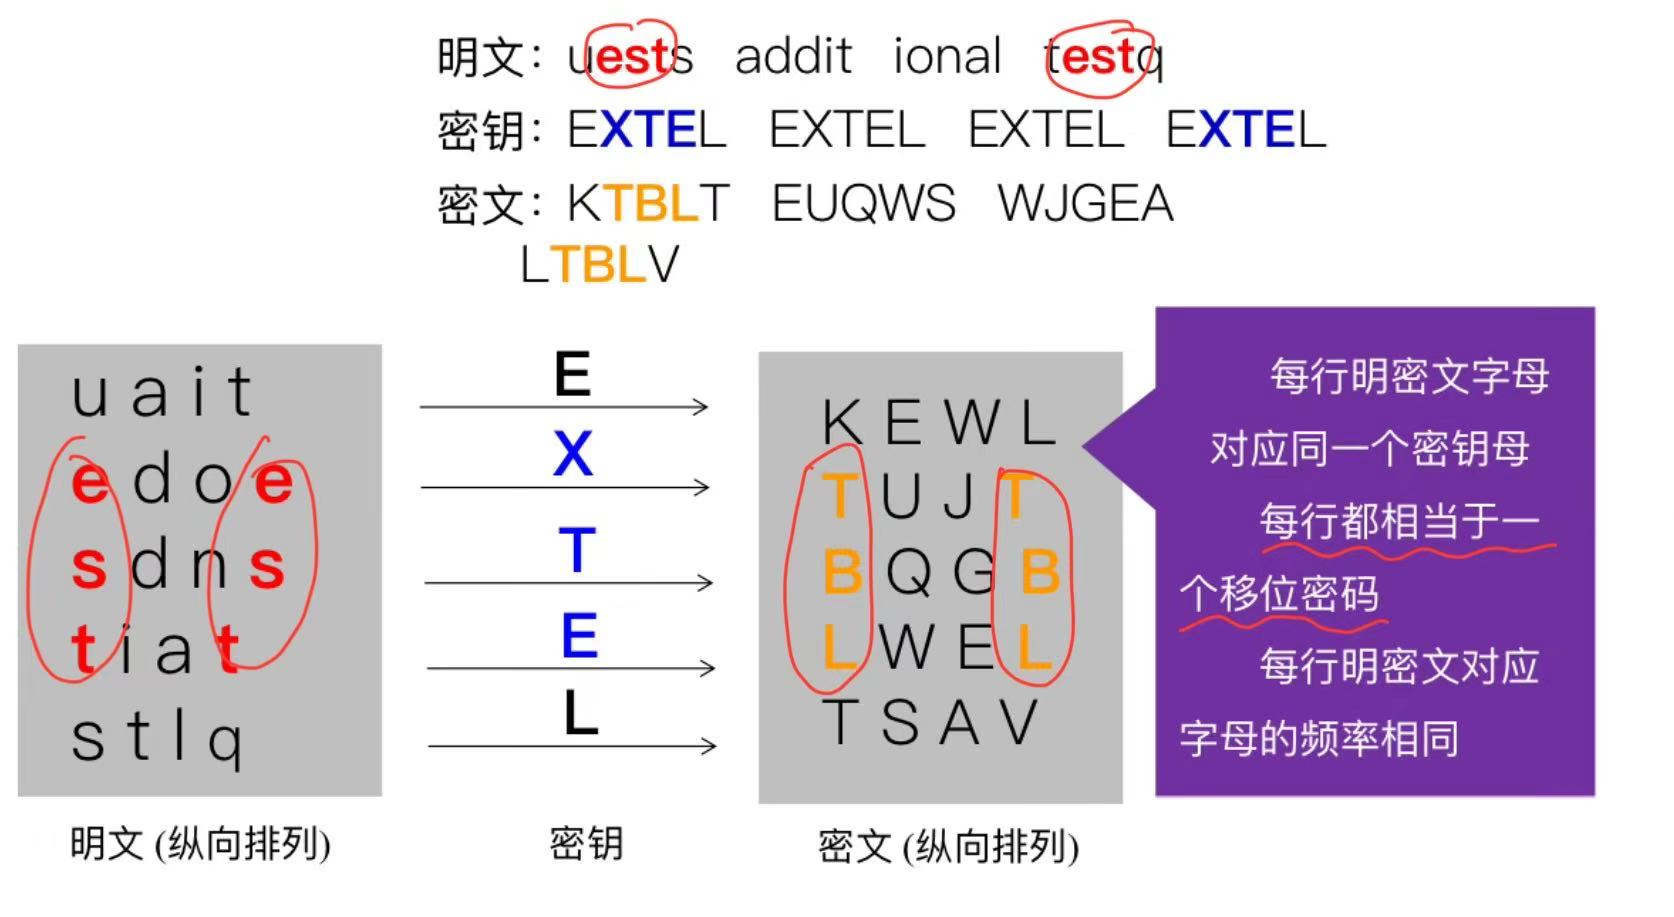 明文：uests addit ional testq
密钥：EXTEL EXTEL EXTEL EXTEL
密文：KTBLT EUQWS WJGEA
LTBLV
u a i t
e d o e
s d n s
t i a t
s t l q
明文 (纵向排列)
E
X
T
E
L
密钥
K E W L
T U J T
B Q G B
L W E L
T S A V
密文 (纵向排列)
每行明密文字母
对应同一个密钥母
每行都相当于一
个移位密码
每行明密文对应
字母的频率相同